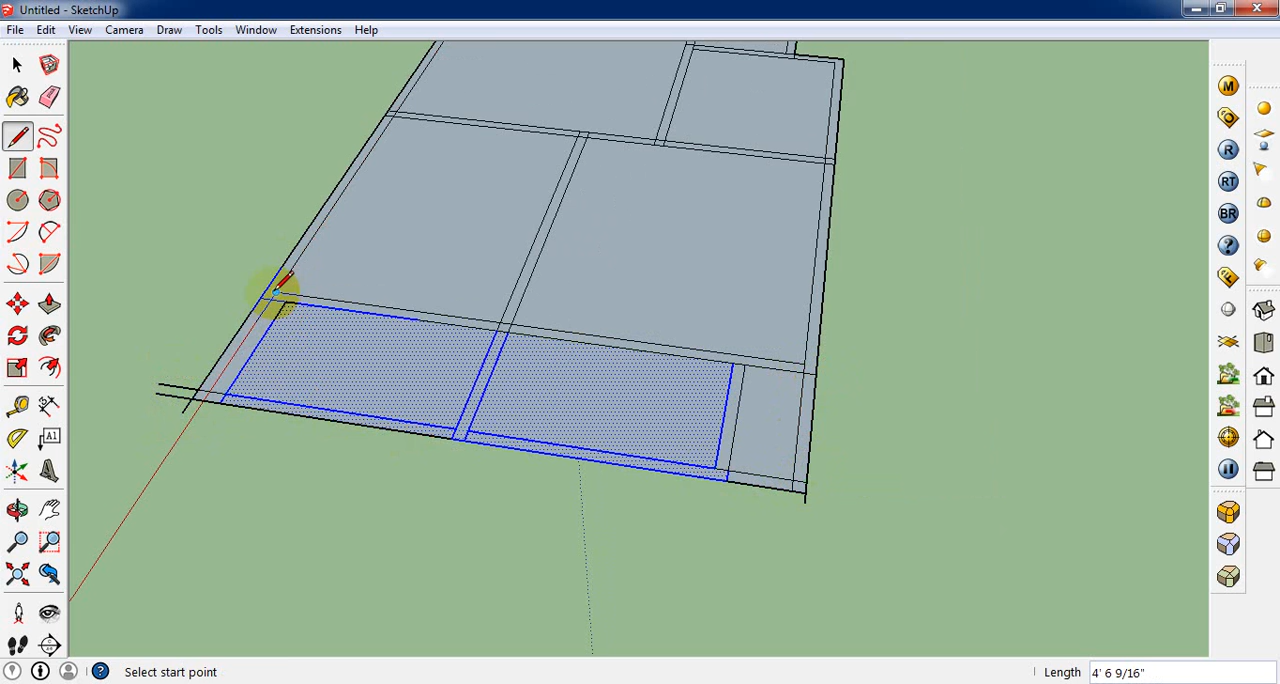 Untitled - SketchUp
File Edit View Camera Draw Tools Window Extensions Help
M
R
RT
BR
?
F
A1
? Select start point
Length 4' 6 9/16"